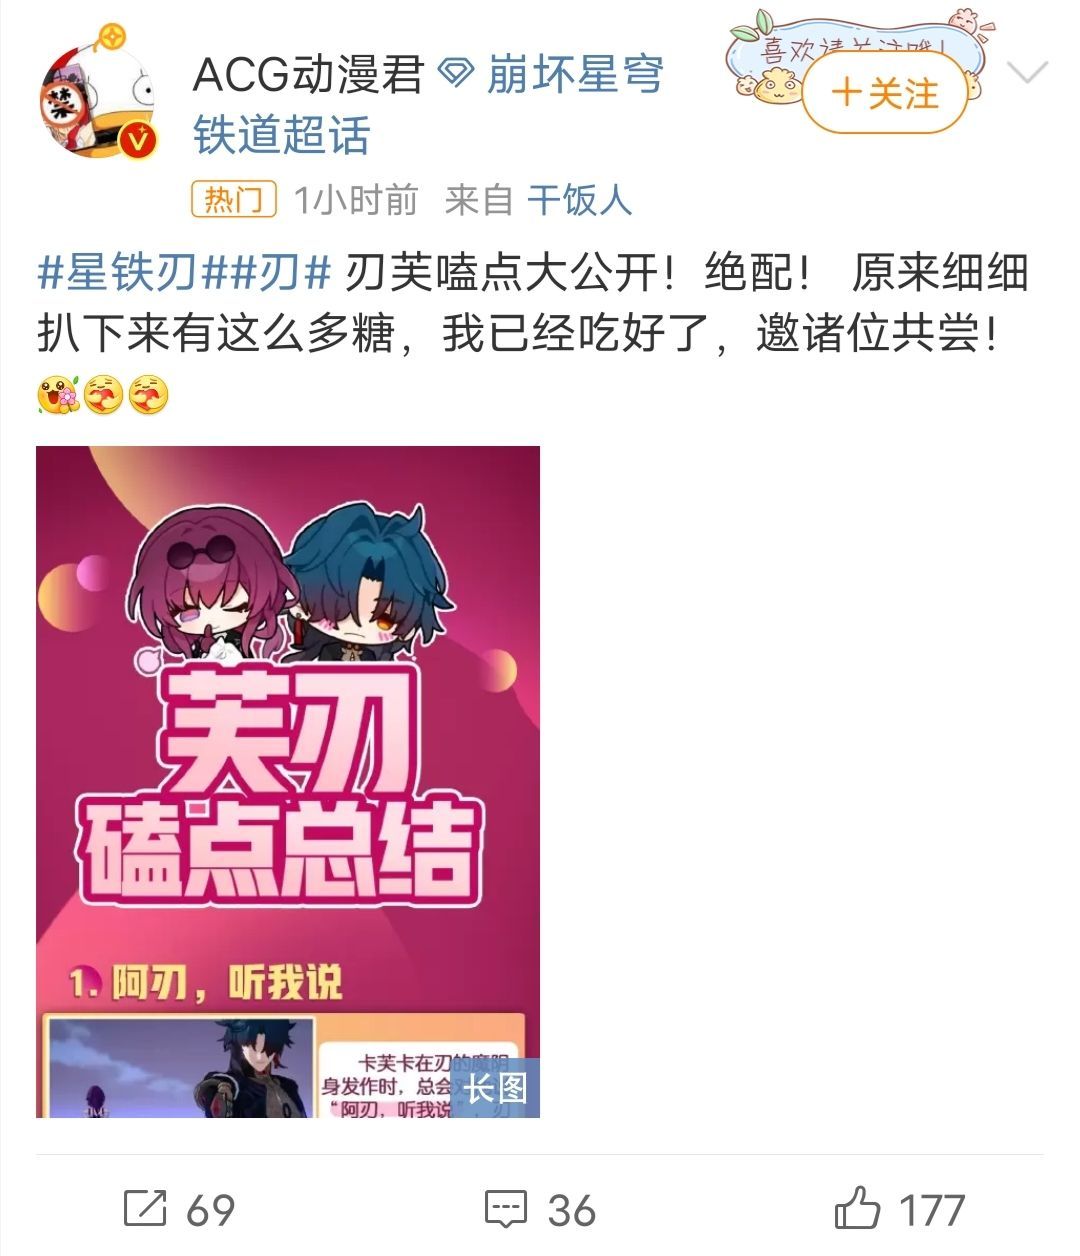 ACG动漫君 崩坏星穹
铁道超话
喜欢请关注哦!
十关注
热门 1小时前 来自 干饭人
#星铁刃##刃# 刃芙嗑点大公开！绝配！ 原来细细
扒下来有这么多糖，我已经吃好了，邀诸位共尝！
芙刃
磕点总结
1. 阿刃，听我说
卡芙卡在刃的魔阴
身发作时，总会对
“阿刃，听我说”，刃
长图
69 36 177